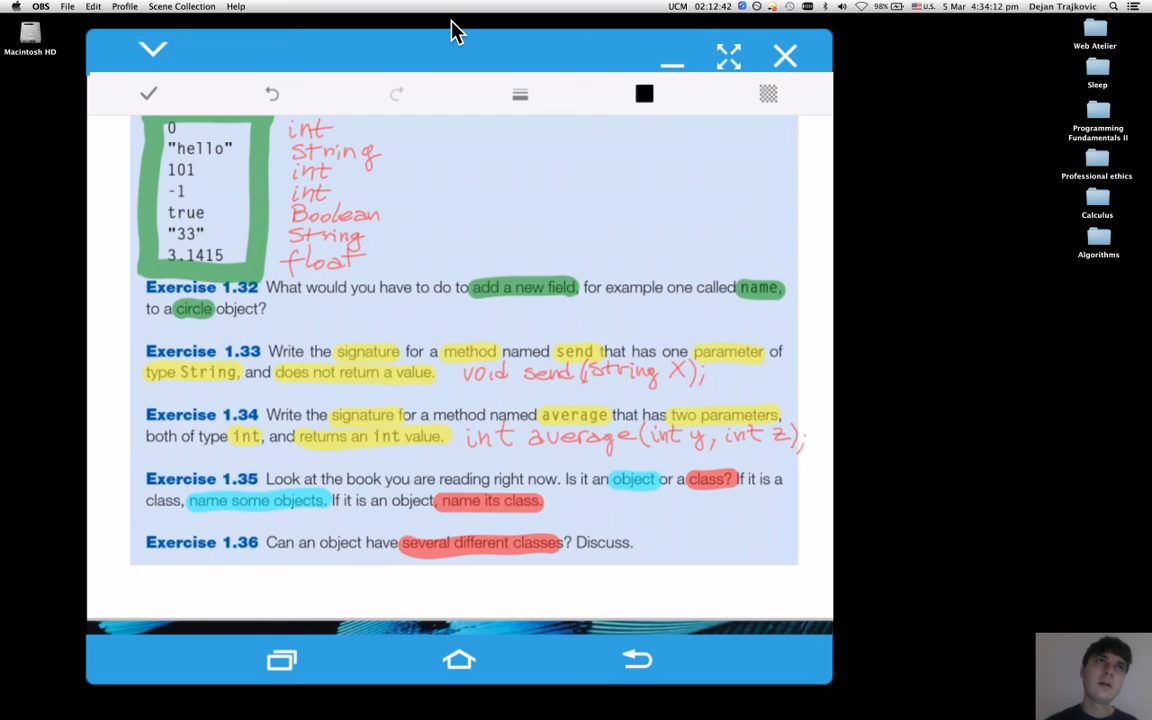 OBS File Edit Profile Scene Collection Help UCM 02:12:42 98% U.S. 5 Mar 4:34:12 pm Dejan Trajkovic
Macintosh HD
Web Atelier
Sleep
Programming
Fundamentals II
Professional ethics
Calculus
Algorithms
0 int
"hello" String
101 int
-1 int
true Boolean
"33" String
3.1415 float
Exercise 1.32 What would you have to do to add a new field, for example one called name,
to a circle object?
Exercise 1.33 Write the signature for a method named send that has one parameter of
type String, and does not return a value. void send (String X);
Exercise 1.34 Write the signature for a method named average that has two parameters,
both of type int, and returns an int value. int average(int y, int z);
Exercise 1.35 Look at the book you are reading right now. Is it an object or a class? If it is a
class, name some objects. If it is an object, name its class.
Exercise 1.36 Can an object have several different classes? Discuss.